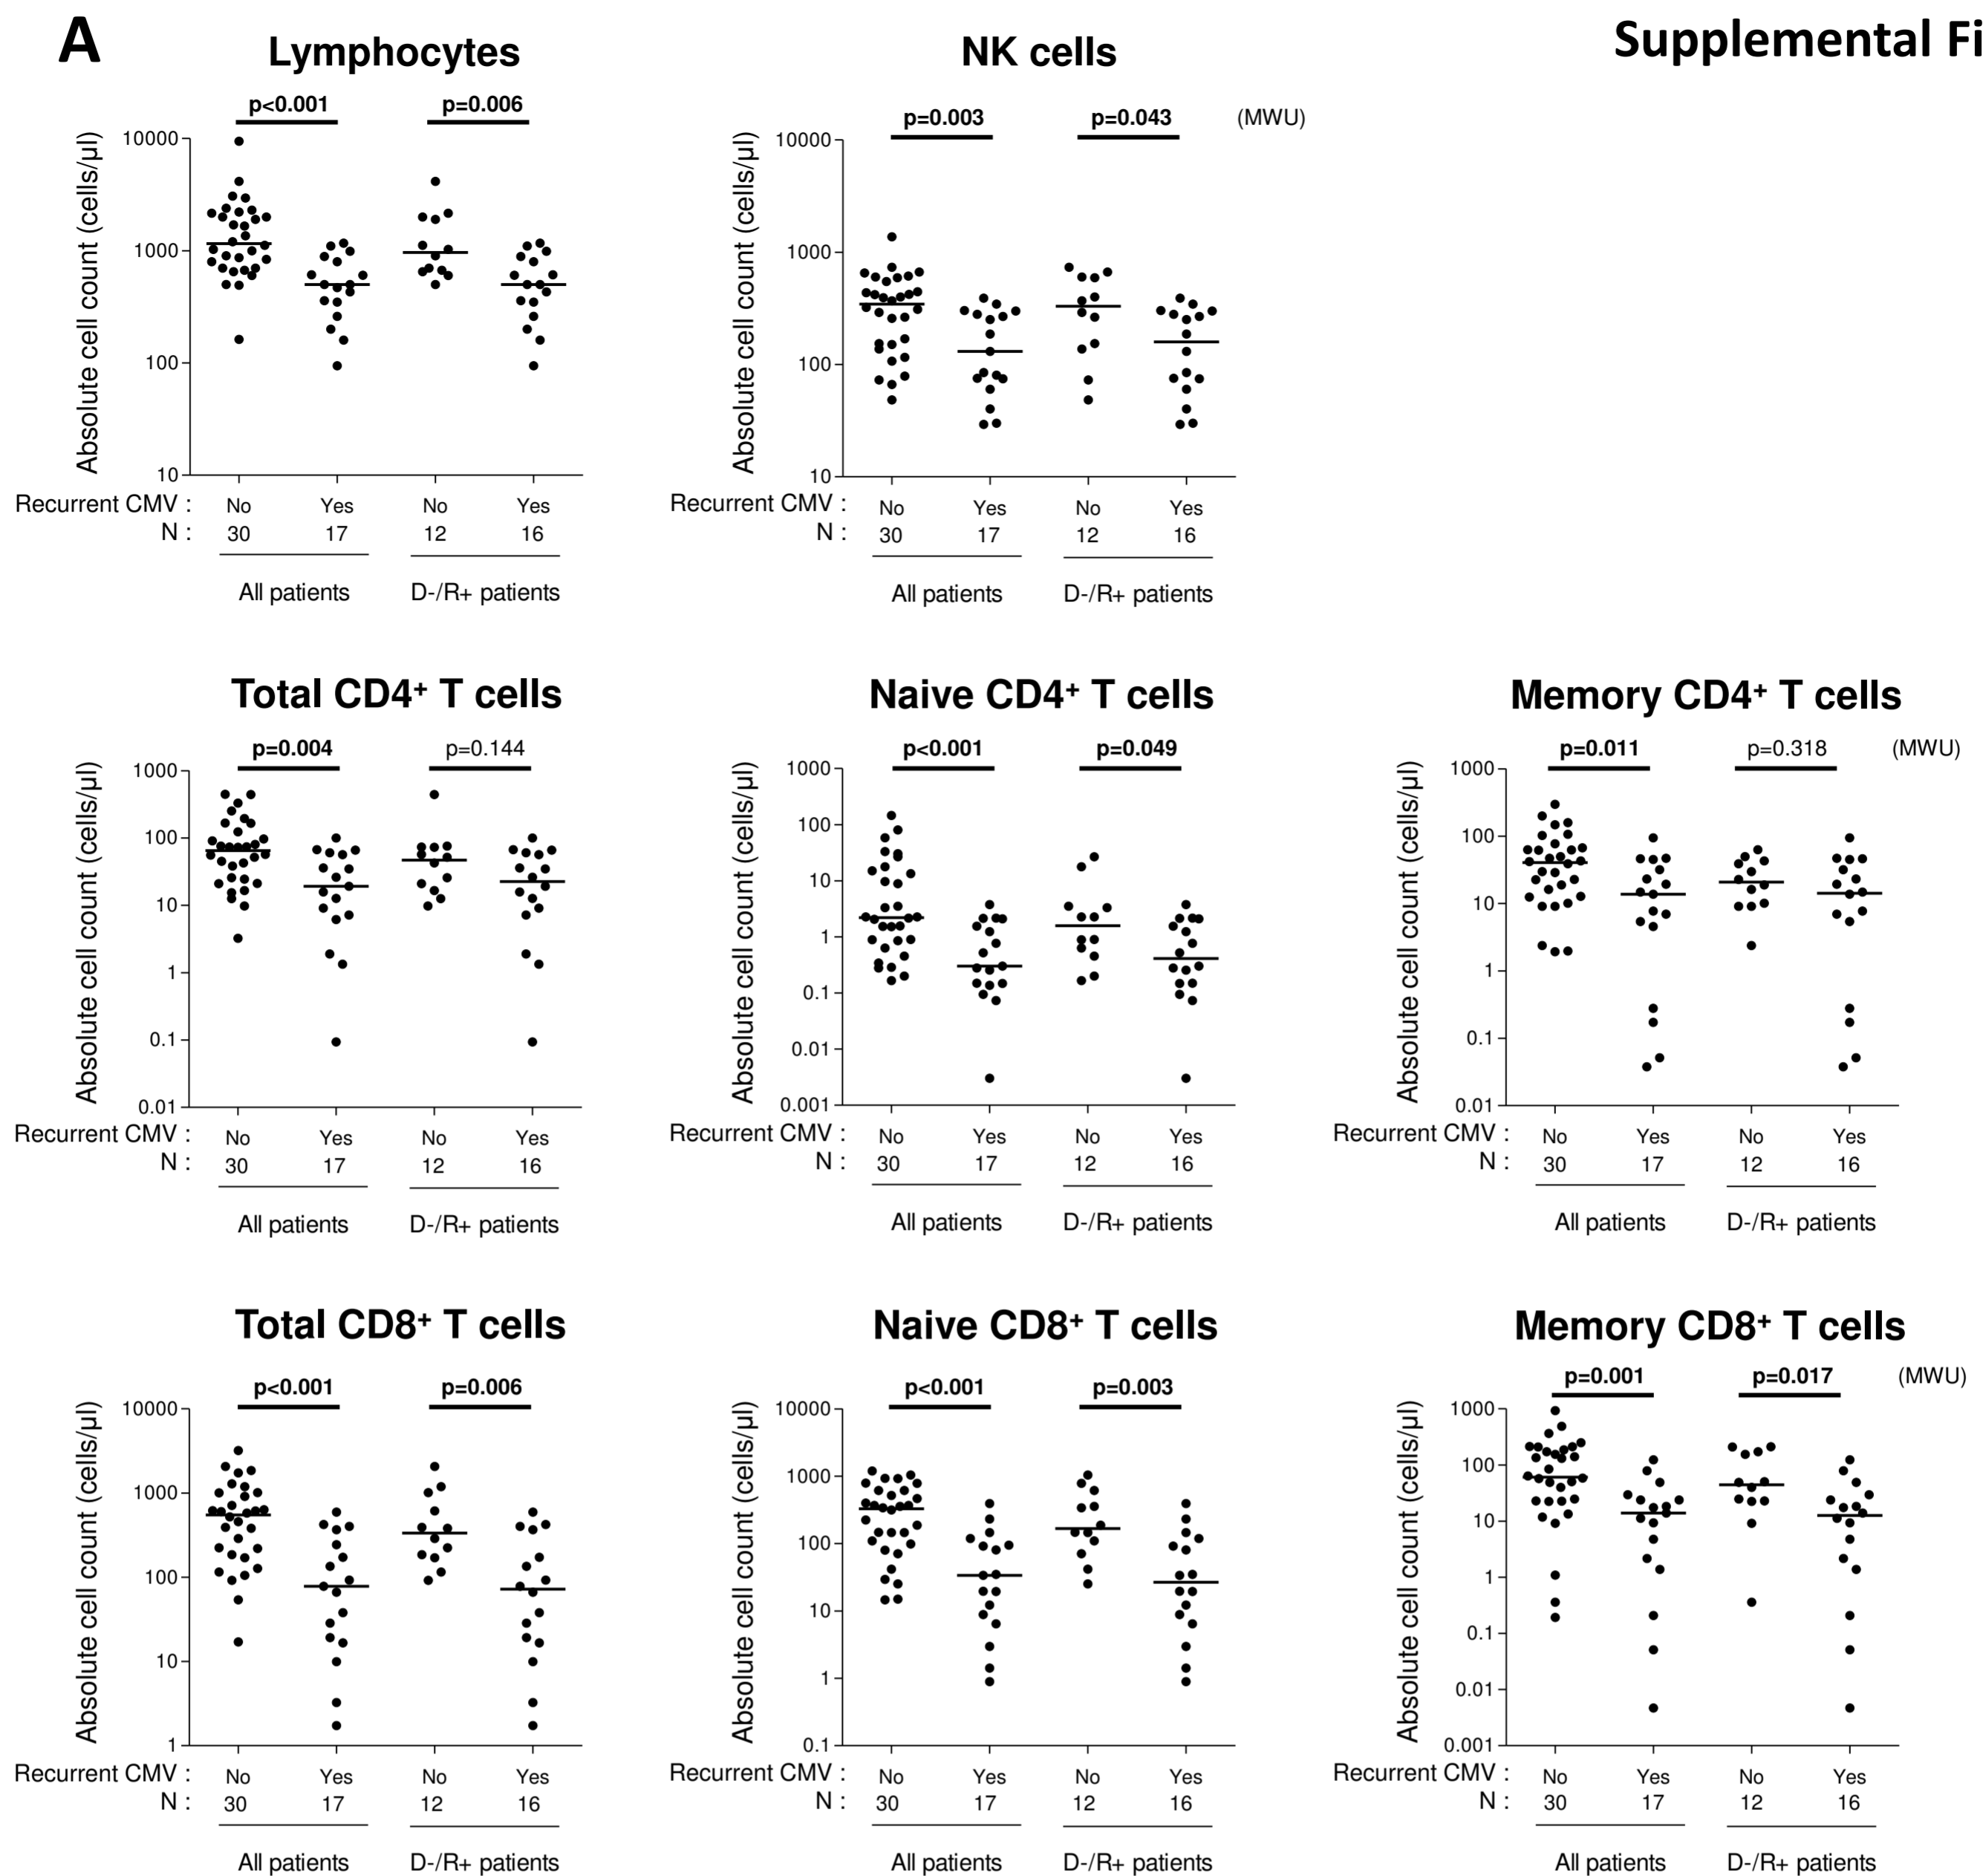 A
Supplemental Fi
Lymphocytes
p<0.001 p=0.006
Absolute cell count (cells/µl)
10000
1000
100
10
Recurrent CMV : No Yes No Yes
N : 30 17 12 16
All patients D-/R+ patients
NK cells
p=0.003 p=0.043 (MWU)
Absolute cell count (cells/µl)
10000
1000
100
10
Recurrent CMV : No Yes No Yes
N : 30 17 12 16
All patients D-/R+ patients
Total CD4+ T cells
p=0.004 p=0.144
Absolute cell count (cells/µl)
1000
100
10
1
0.1
0.01
Recurrent CMV : No Yes No Yes
N : 30 17 12 16
All patients D-/R+ patients
Naive CD4+ T cells
p<0.001 p=0.049
Absolute cell count (cells/µl)
1000
100
10
1
0.1
0.01
0.001
Recurrent CMV : No Yes No Yes
N : 30 17 12 16
All patients D-/R+ patients
Memory CD4+ T cells
p=0.011 p=0.318 (MWU)
Absolute cell count (cells/µl)
1000
100
10
1
0.1
0.01
Recurrent CMV : No Yes No Yes
N : 30 17 12 16
All patients D-/R+ patients
Total CD8+ T cells
p<0.001 p=0.006
Absolute cell count (cells/µl)
10000
1000
100
10
1
Recurrent CMV : No Yes No Yes
N : 30 17 12 16
All patients D-/R+ patients
Naive CD8+ T cells
p<0.001 p=0.003
Absolute cell count (cells/µl)
10000
1000
100
10
1
0.1
Recurrent CMV : No Yes No Yes
N : 30 17 12 16
All patients D-/R+ patients
Memory CD8+ T cells
p=0.001 p=0.017 (MWU)
Absolute cell count (cells/µl)
1000
100
10
1
0.1
0.01
0.001
Recurrent CMV : No Yes No Yes
N : 30 17 12 16
All patients D-/R+ patients